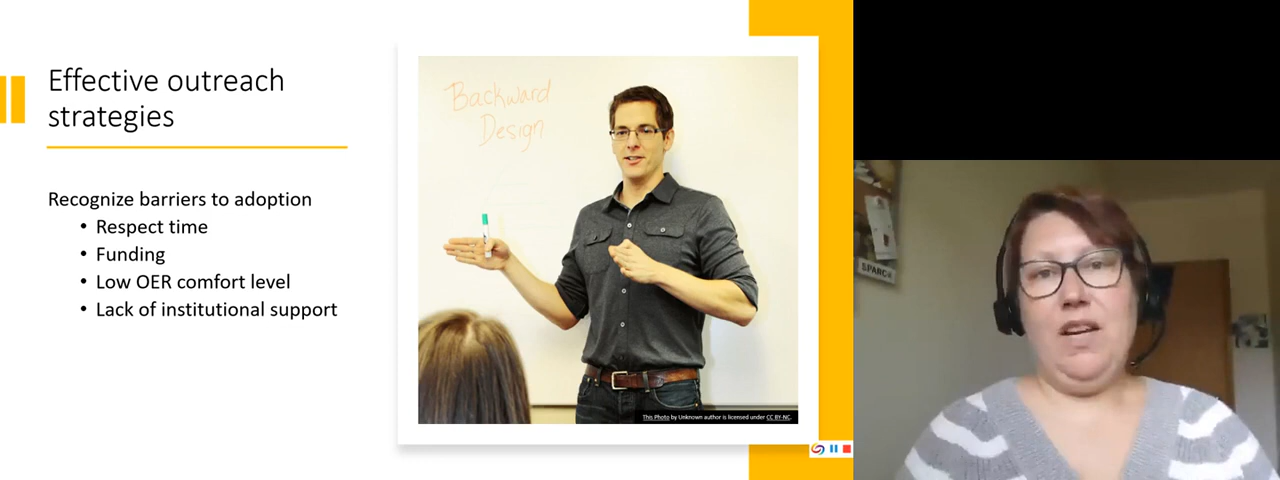 Effective outreach
strategies
Recognize barriers to adoption
• Respect time
• Funding
• Low OER comfort level
• Lack of institutional support
Backward
Design
This Photo by Unknown author is licensed under CC BY-NC.
SPARC